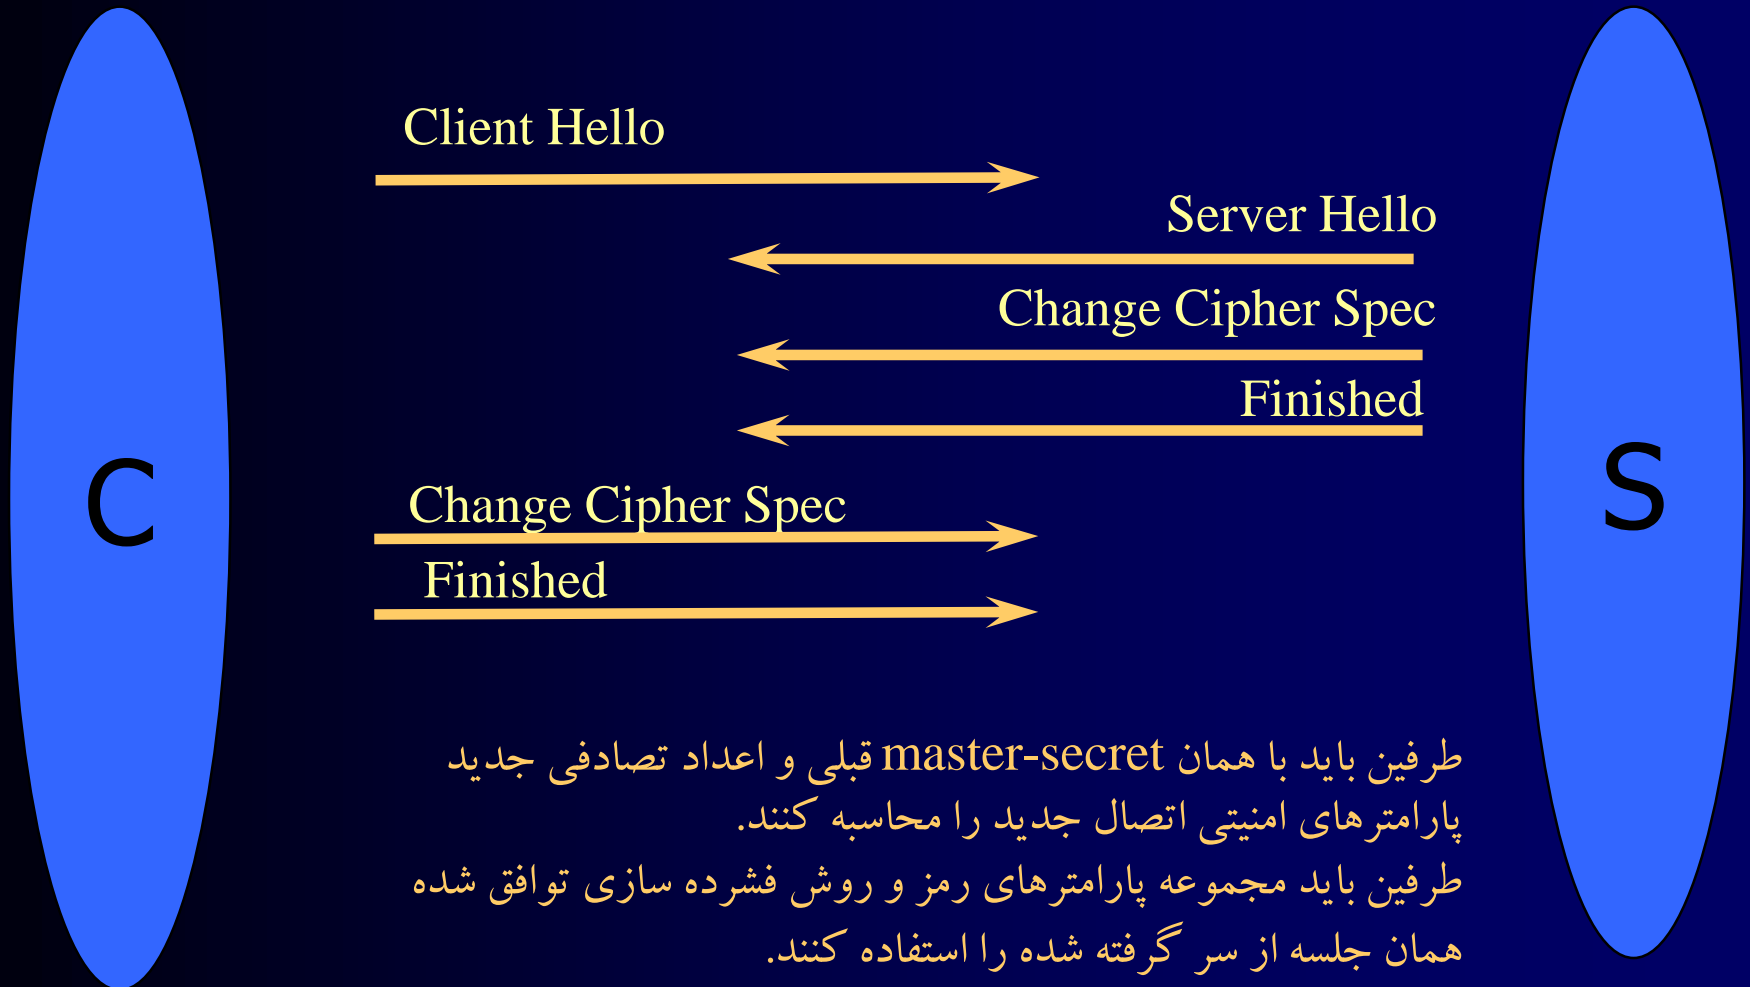 Client Hello
Server Hello
Change Cipher Spec
Finished
C
S
Change Cipher Spec
Finished
طرفین باید با همان master-secret قبلی و اعداد تصادفی جدید
پارامترهای امنیتی اتصال جدید را محاسبه کنند.
طرفین باید مجموعه پارامترهای رمز و روش فشرده سازی توافق شده
همان جلسه از سر گرفته شده را استفاده کنند.